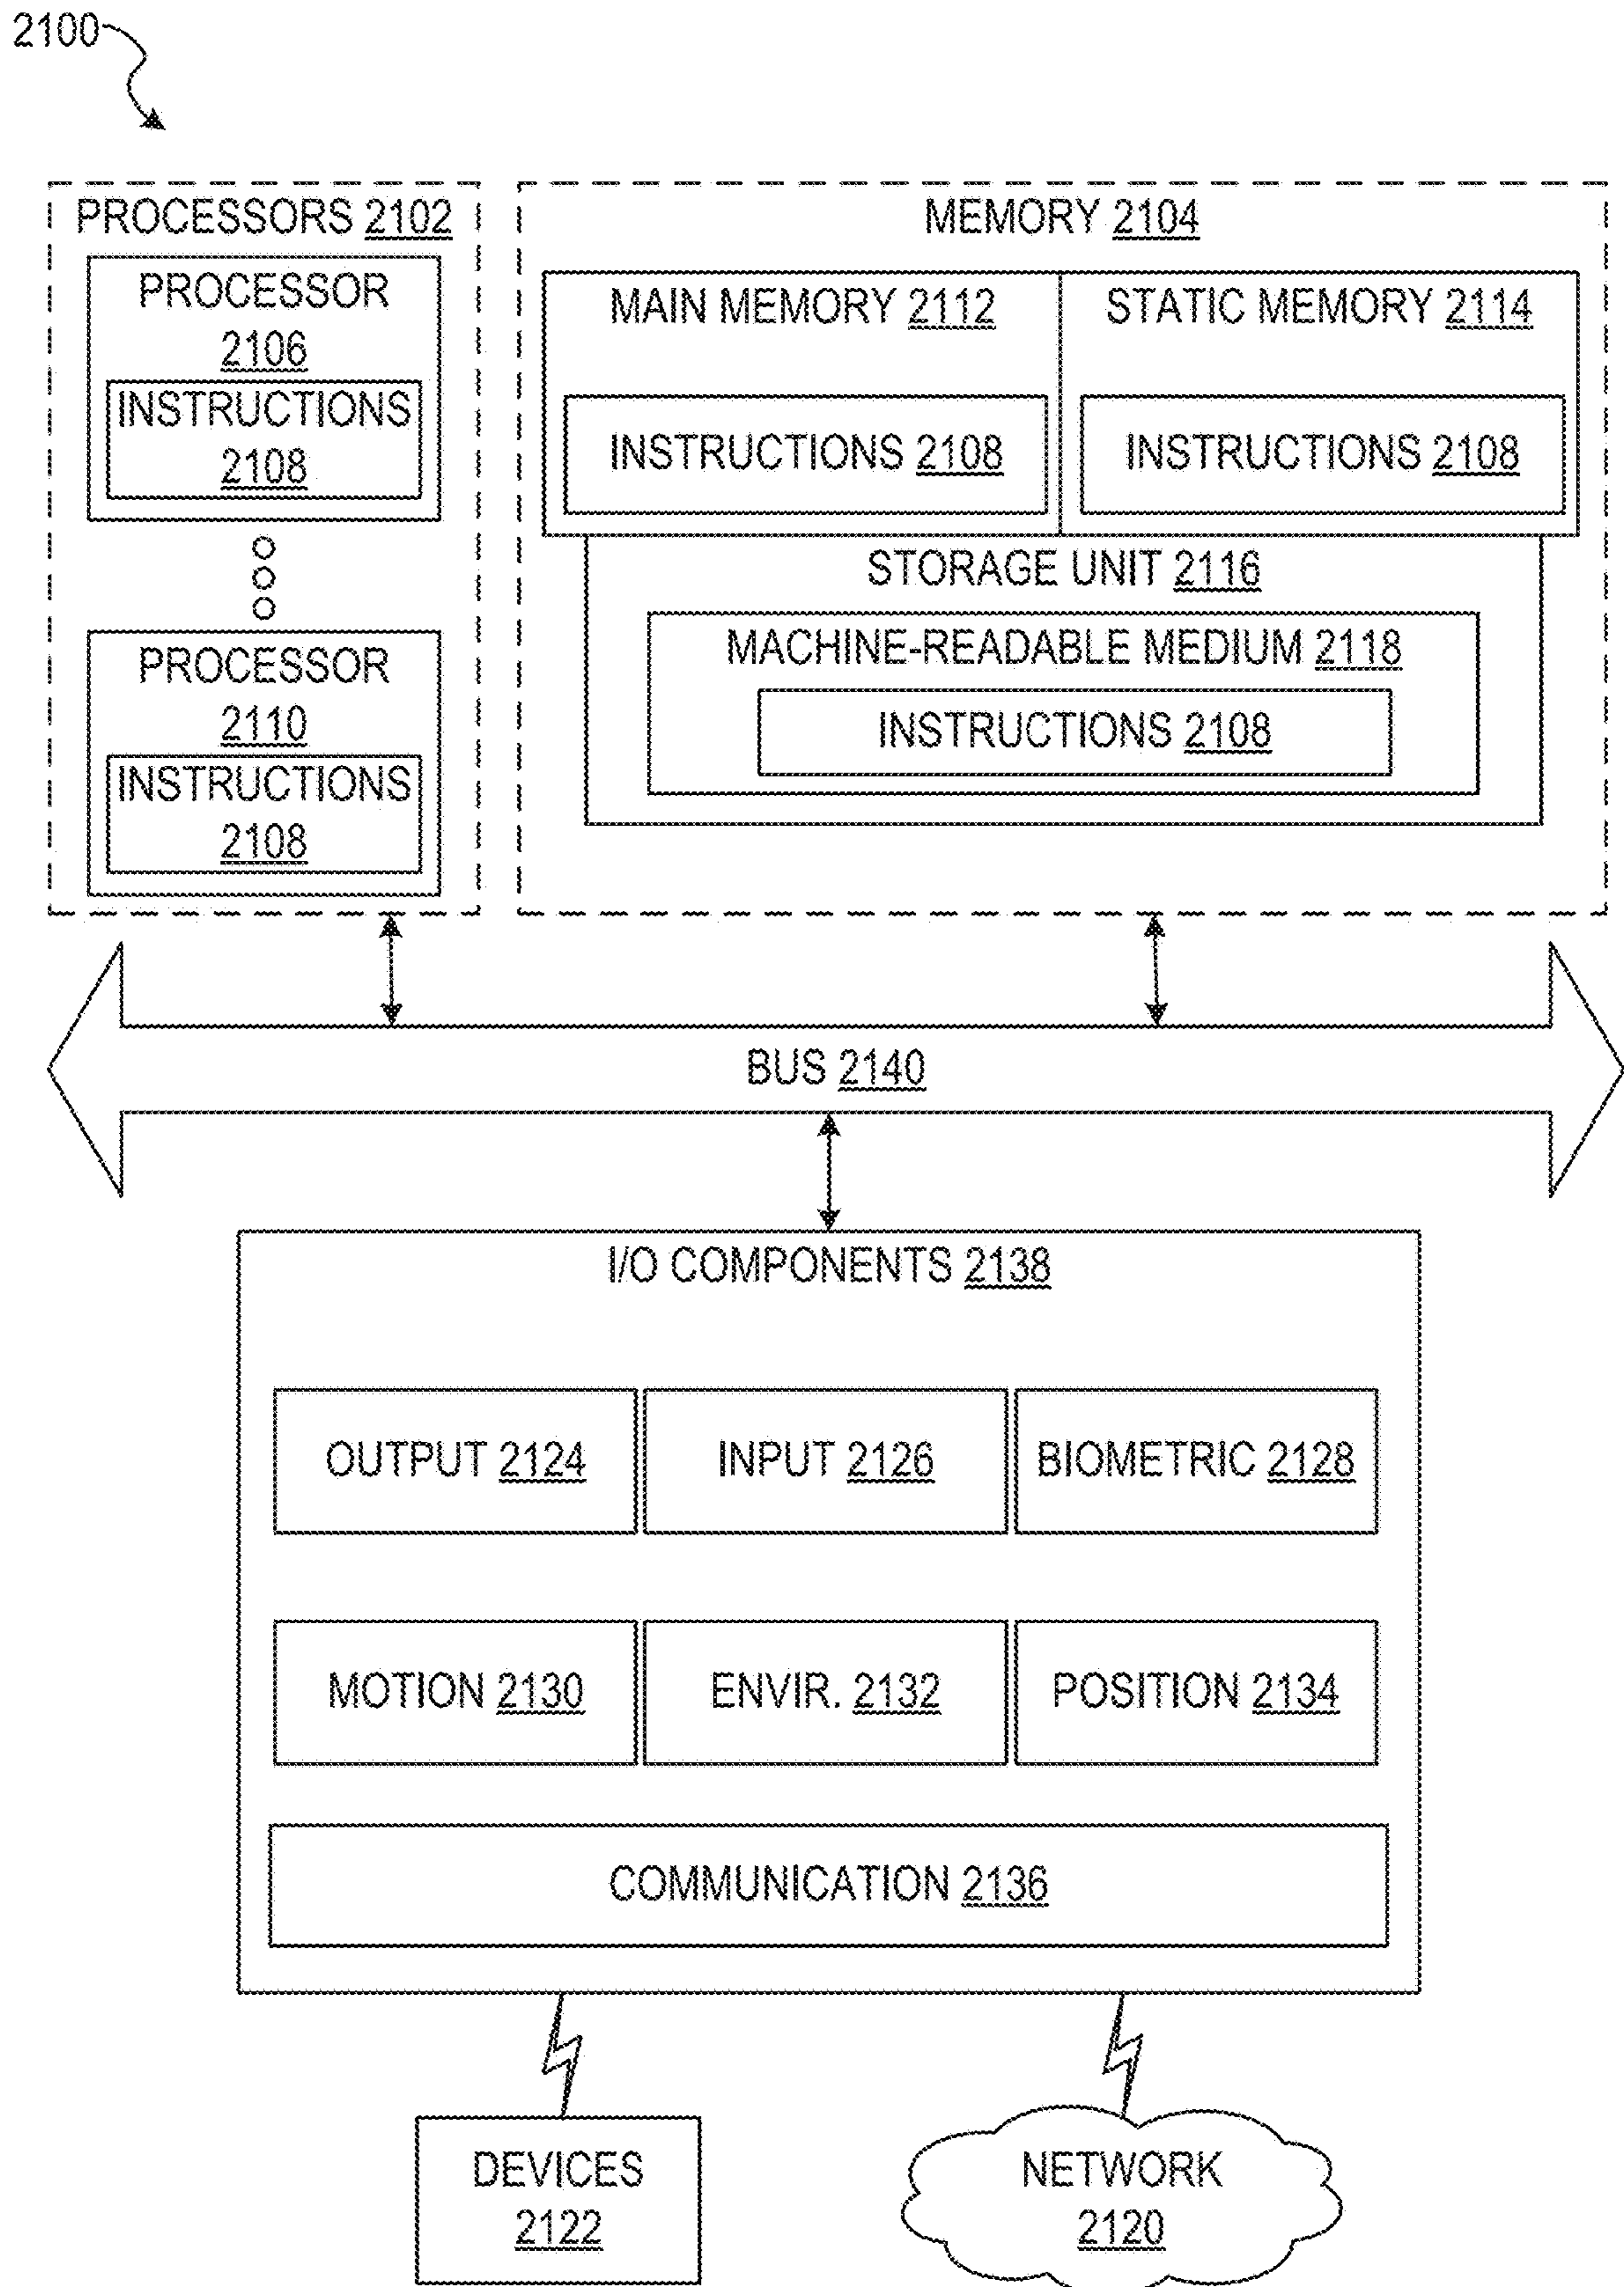 2100
PROCESSORS 2102
PROCESSOR
2106
INSTRUCTIONS
2108
PROCESSOR
2110
INSTRUCTIONS
2108
MEMORY 2104
MAIN MEMORY 2112
INSTRUCTIONS 2108
STATIC MEMORY 2114
INSTRUCTIONS 2108
STORAGE UNIT 2116
MACHINE-READABLE MEDIUM 2118
INSTRUCTIONS 2108
BUS 2140
I/O COMPONENTS 2138
OUTPUT 2124
INPUT 2126
BIOMETRIC 2128
MOTION 2130
ENVIR. 2132
POSITION 2134
COMMUNICATION 2136
DEVICES
2122
NETWORK
2120